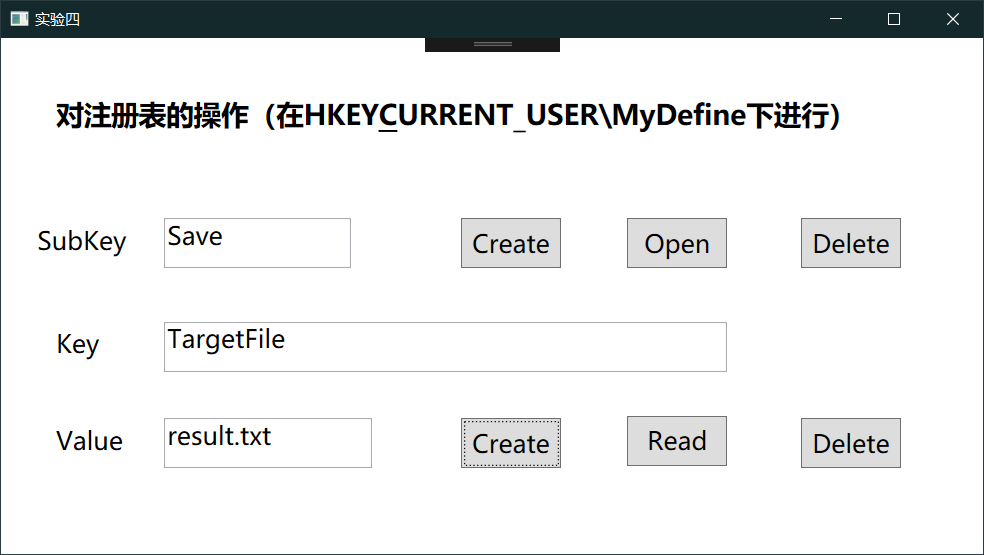 实验四
对注册表的操作（在HKEYCURRENT_USER\MyDefine下进行）
SubKey Save Create Open Delete
Key TargetFile
Value result.txt Create Read Delete